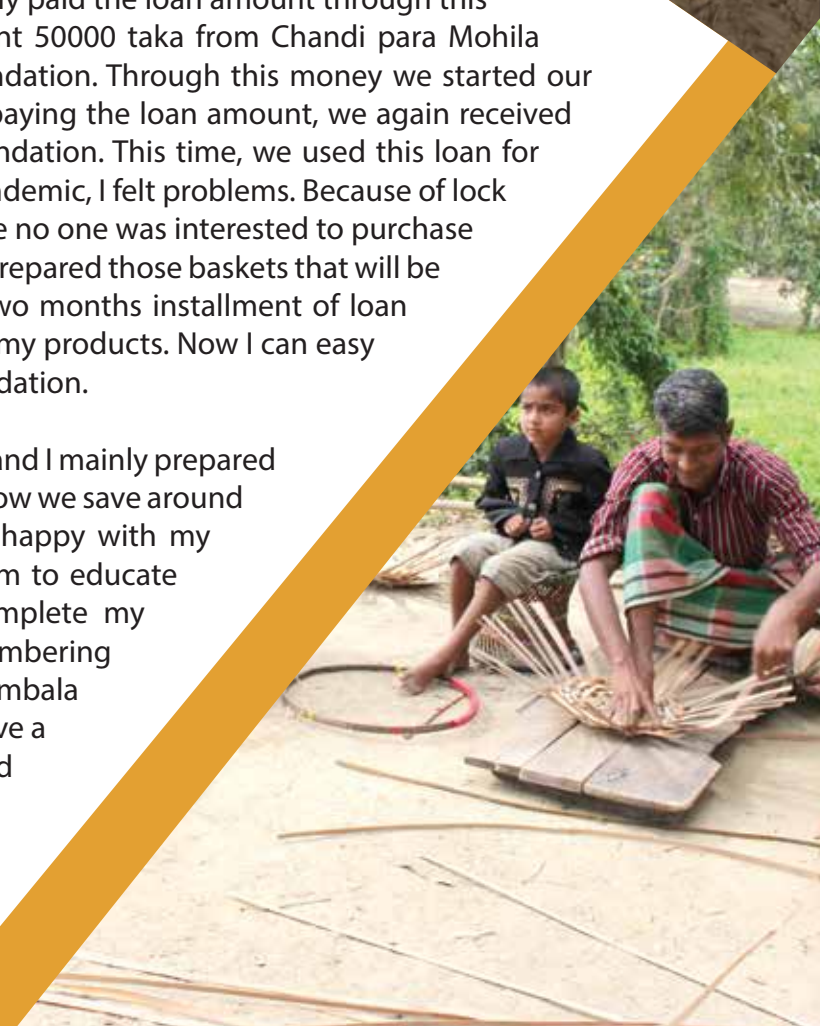 y paid the loan amount through this
nt 50000 taka from Chandi para Mohila
ndation. Through this money we started our
paying the loan amount, we again received
ndation. This time, we used this loan for
demic, I felt problems. Because of lock
e no one was interested to purchase
repared those baskets that will be
wo months installment of loan
my products. Now I can easy
dation.
and I mainly prepared
ow we save around
happy with my
m to educate
mplete my
mbering
mbala
ve a
d